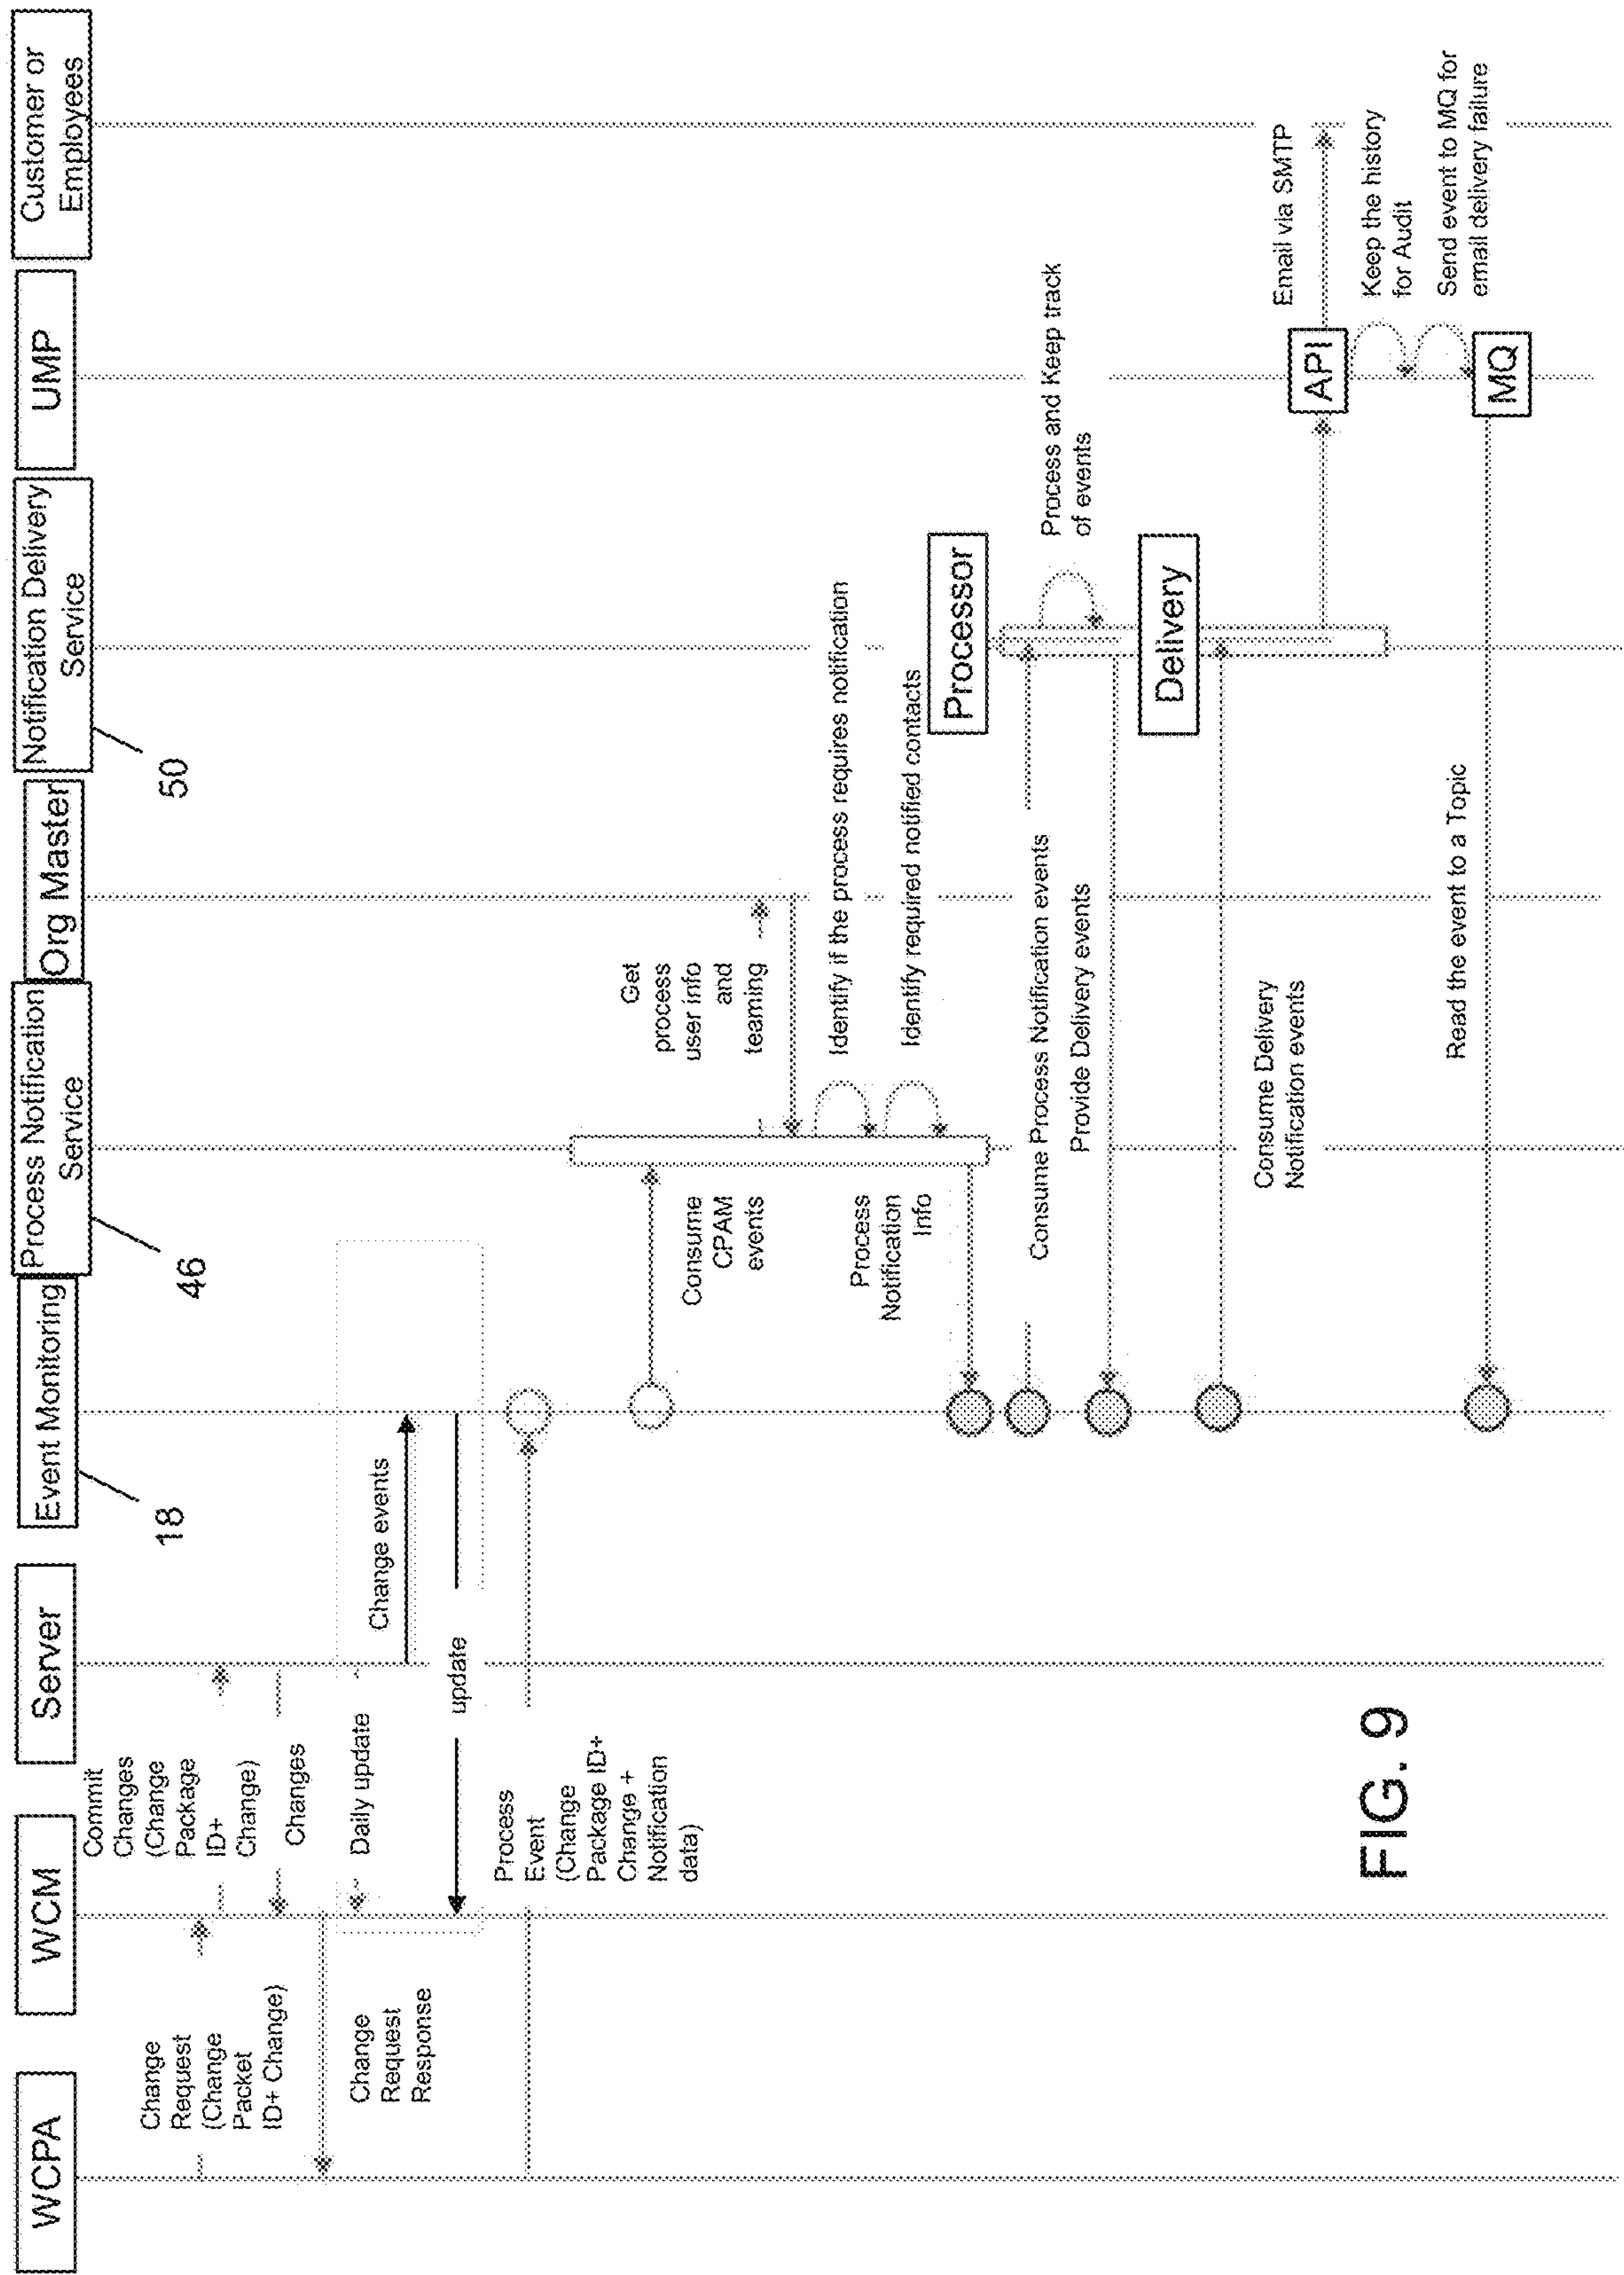 WCPA
WCM
Server
Event Monitoring
18
Process Notification
Service
46
Org Master
Notification Delivery
Service
50
UMP
Customer or
Employees
Change
Request
(Change
Packet
ID+ Change)
Commit
Changes
(Change
Package
ID+
Change)
Changes
Change
Request
Response
Daily update
Change events
update
Process
Event
(Change
Package ID+
Change +
Notification
data)
Consume
CPAM
events
Get
process
user info
and
teaming
Identify if the process requires notification
Identify required notified contacts
Process
Notification
Info
Processor
Consume Process Notification events
Process and Keep track
of events
Provide Delivery events
Delivery
Consume Delivery
Notification events
API
Email via SMTP
Keep the history
for Audit
Send event to MQ for
email delivery failure
MQ
Read the event to a Topic
FIG. 9